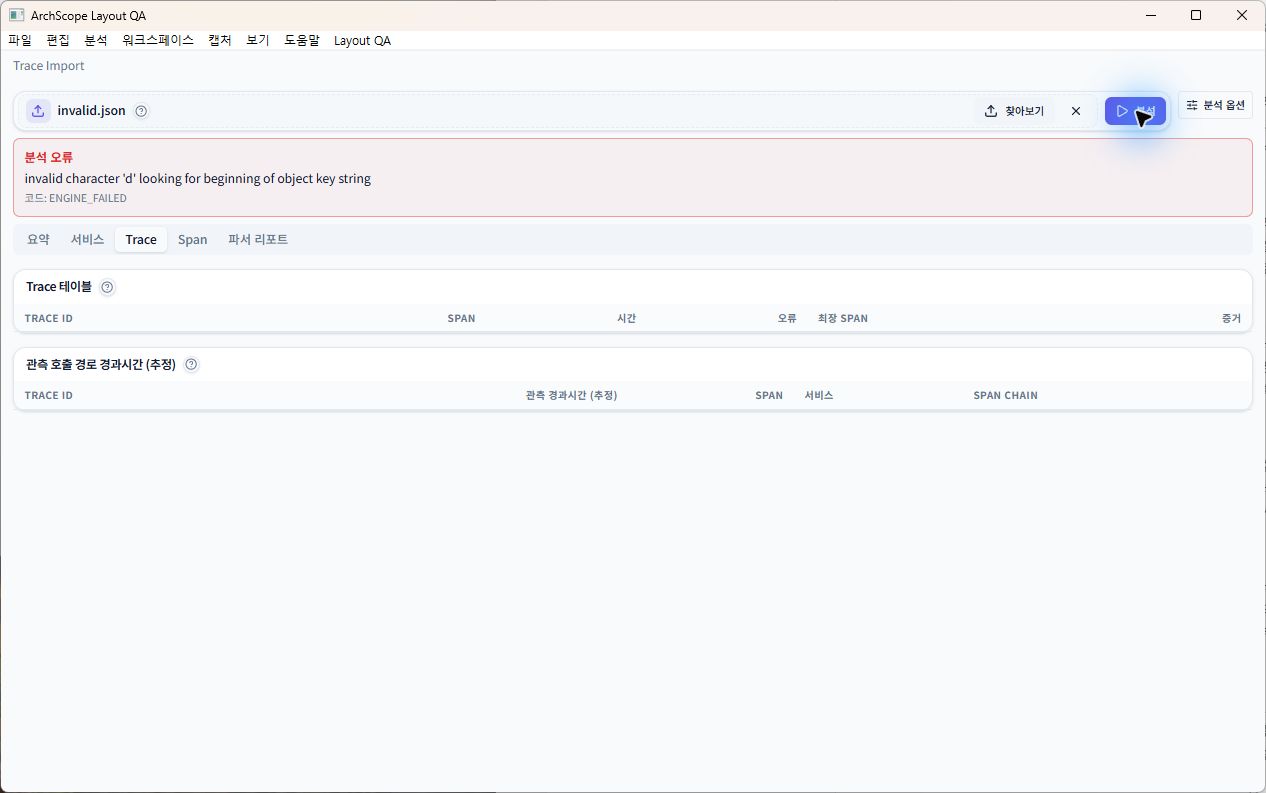 ArchScope Layout QA
파일 편집 분석 워크스페이스 캡처 보기 도움말 Layout QA
Trace Import
invalid.json 찾아보기 분석 옵션
분석 오류
invalid character 'd' looking for beginning of object key string
코드: ENGINE_FAILED
요약 서비스 Trace Span 파서 리포트
Trace 테이블
TRACE ID SPAN 시간 오류 최장 SPAN 증거
관측 호출 경로 경과시간 (추정)
TRACE ID 관측 경과시간 (추정) SPAN 서비스 SPAN CHAIN